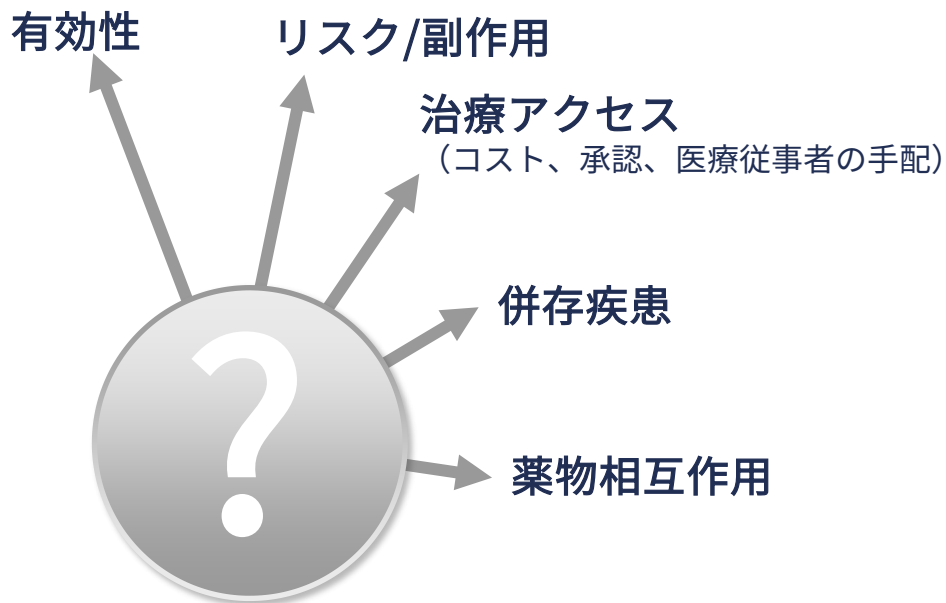 有効性
リスク/副作用
治療アクセス
（コスト、承認、医療従事者の手配）
併存疾患
?
薬物相互作用